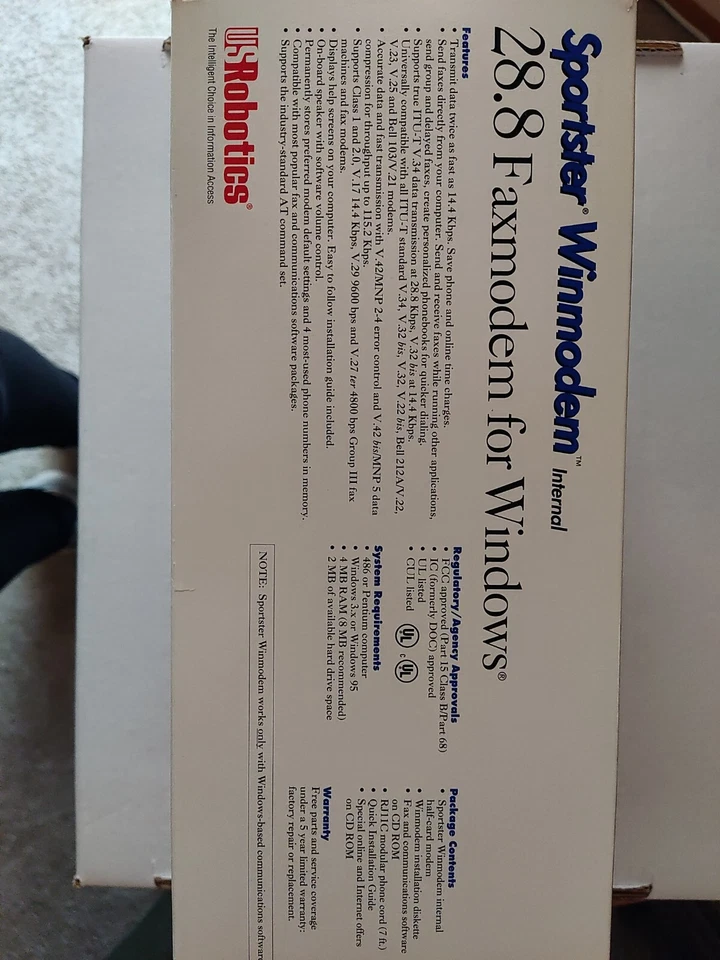 Sportster® Winmodem™ Internal
28.8 Faxmodem for Windows®
Features
• Transmit data twice as fast as 14.4 Kbps. Save phone and online time charges.
• Send faxes directly from your computer. Send and receive faxes while running other applications,
send group and delayed faxes, create personalized phonebooks for quicker dialing.
• Supports true ITU-T V.34 data transmission at 28.8 Kbps, V.32 bis at 14.4 Kbps.
• Universally compatible with all ITU-T standard V.34, V.32 bis, V.32, V.22 bis, Bell 212A/V.22,
V.23, V.25 and Bell 103/V.21 modems.
• Accurate data and fast transmission with V.42/MNP 2-4 error control and V.42 bis/MNP 5 data
compression for throughput up to 115.2 Kbps.
• Supports Class 1 and 2.0, V.17 14.4 Kbps, V.29 9600 bps and V.27 ter 4800 bps Group III fax
machines and fax modems.
• Displays help screens on your computer. Easy to follow installation guide included.
• On-board speaker with software volume control.
• Permanently stores preferred modem default settings and 4 most-used phone numbers in memory.
• Compatible with most popular fax and communications software packages.
• Supports the industry-standard AT command set.
USRobotics®
The Intelligent Choice in Information Access
Regulatory/Agency Approvals
• FCC approved (Part 15 Class B/Part 68)
• IC (formerly DOC) approved
• UL listed
• CUL listed
UL c UL
System Requirements
• 486 or Pentium computer
• Windows 3.x or Windows 95
• 4 MB RAM (8 MB recommended)
• 2 MB of available hard drive space
Package Contents
• Sportster Winmodem internal
half-card modem
• Winmodem installation diskette
• Fax and communications software
on CD ROM
• RJ11C modular phone cord (7 ft.)
• Quick Installation Guide
• Special online and Internet offers
on CD ROM
Warranty
Free parts and service coverage
under a 5 year limited warranty:
factory repair or replacement.
NOTE: Sportster Winmodem works only with Windows-based communications software